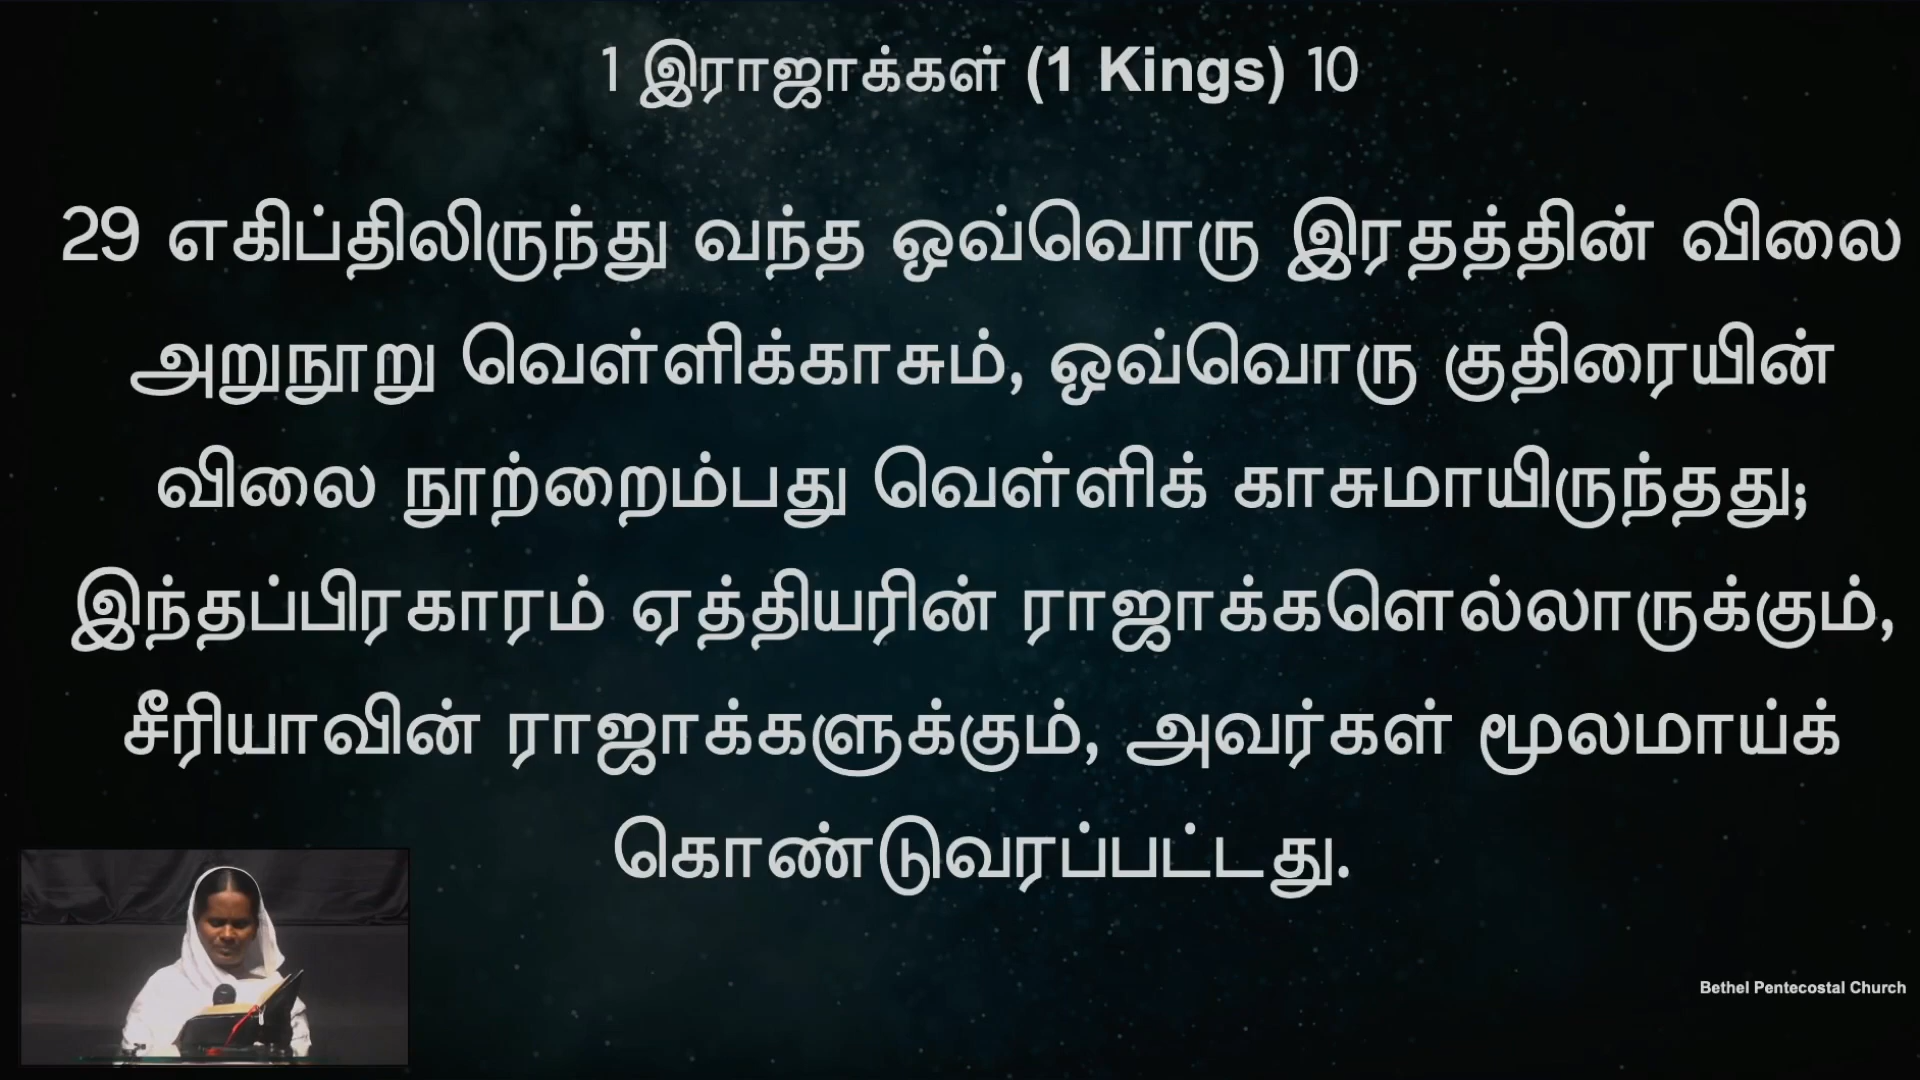 1 இராஜாக்கள் (1 Kings) 10
29 எகிப்திலிருந்து வந்த ஒவ்வொரு இரதத்தின் விலை
அறுநூறு வெள்ளிக்காசும், ஒவ்வொரு குதிரையின்
விலை நூற்றைம்பது வெள்ளிக் காசுமாயிருந்தது;
இந்தப்பிரகாரம் ஏத்தியரின் ராஜாக்களெல்லாருக்கும்,
சீரியாவின் ராஜாக்களுக்கும், அவர்கள் மூலமாய்க்
கொண்டுவரப்பட்டது.
Bethel Pentecostal Church